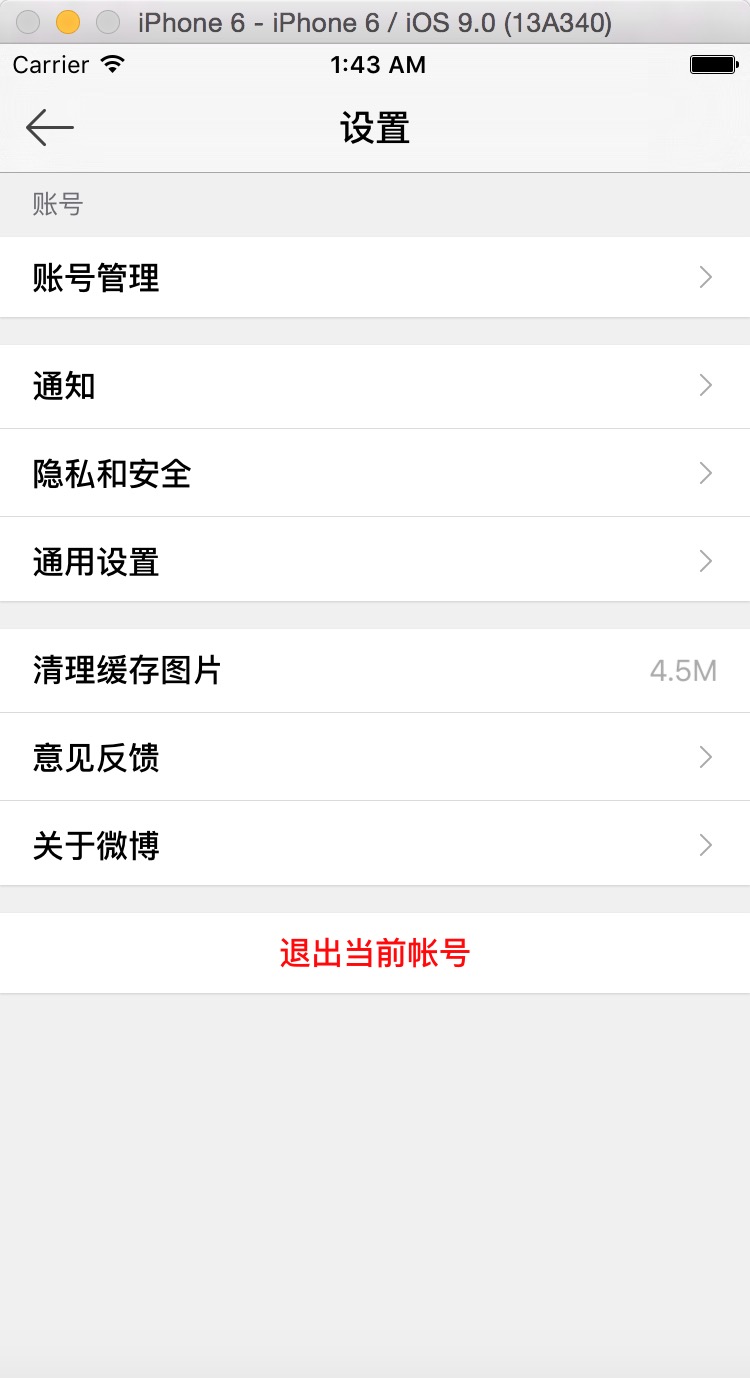 iPhone 6 - iPhone 6 / iOS 9.0 (13A340)
Carrier 1:43 AM
设置
账号
账号管理
通知
隐私和安全
通用设置
清理缓存图片 4.5M
意见反馈
关于微博
退出当前帐号